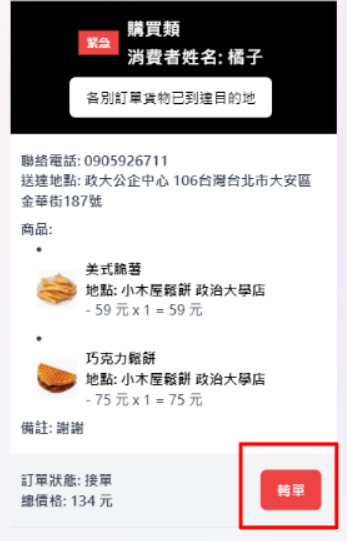 緊急
購買類
消費者姓名: 橘子
各別訂單貨物已到達目的地
聯絡電話: 0905926711
送達地點: 政大公企中心 106台灣台北市大安區
金華街187號
商品:
美式脆薯
地點: 小木屋鬆餅 政治大學店
- 59 元 x 1 = 59 元
巧克力鬆餅
地點: 小木屋鬆餅 政治大學店
- 75 元 x 1 = 75 元
備註: 謝謝
訂單狀態: 接單
總價格: 134 元
轉單